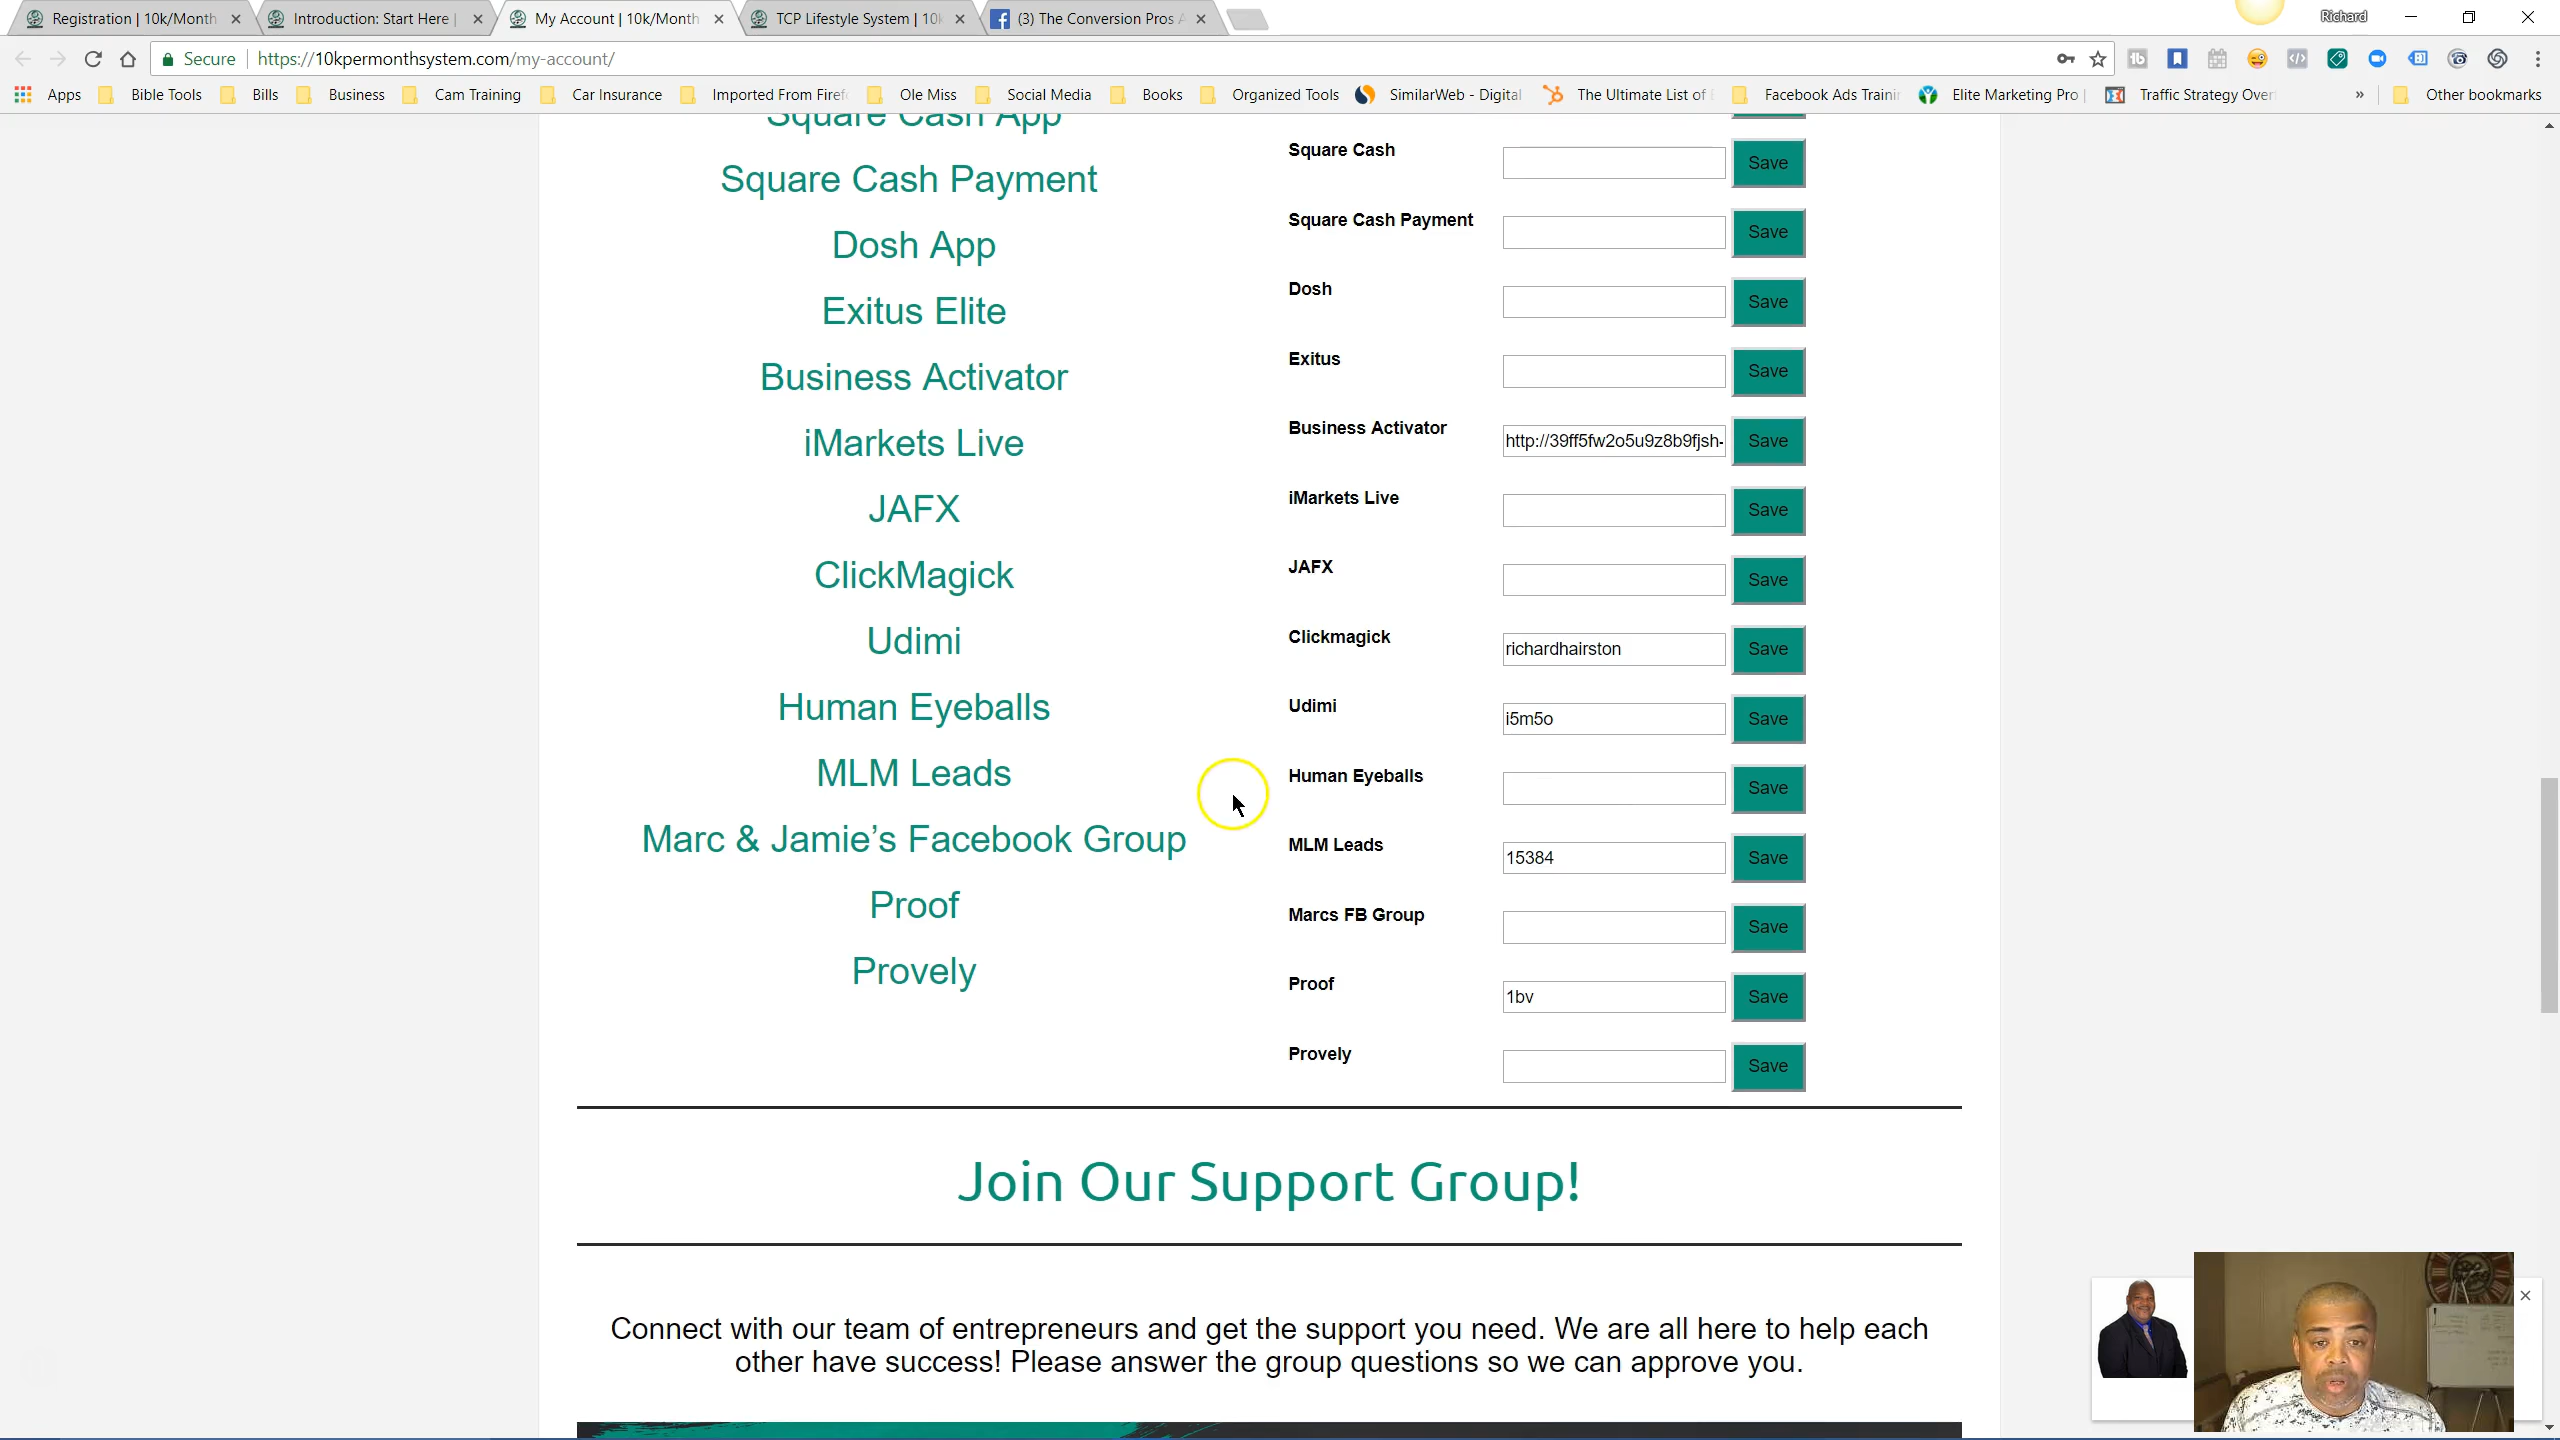 Registration | 10k/Month
Introduction: Start Here |
My Account | 10k/Month
TCP Lifestyle System | 10k
(3) The Conversion Pros A
Richard
Secure
https://10kpermonthsystem.com/my-account/
Apps
Bible Tools
Bills
Business
Cam Training
Car Insurance
Imported From Firef
Ole Miss
Social Media
Books
Organized Tools
SimilarWeb - Digital
The Ultimate List of
Facebook Ads Traini
Elite Marketing Pro |
Traffic Strategy Over
»
Other bookmarks
Square Cash App
Square Cash Payment
Dosh App
Exitus Elite
Business Activator
iMarkets Live
JAFX
ClickMagick
Udimi
Human Eyeballs
MLM Leads
Marc & Jamie’s Facebook Group
Proof
Provely
Square Cash
Save
Square Cash Payment
Save
Dosh
Save
Exitus
Save
Business Activator
http://39ff5fw2o5u9z8b9fjsh-
Save
iMarkets Live
Save
JAFX
Save
Clickmagick
richardhairston
Save
Udimi
i5m5o
Save
Human Eyeballs
Save
MLM Leads
15384
Save
Marcs FB Group
Save
Proof
1bv
Save
Provely
Save
Join Our Support Group!
Connect with our team of entrepreneurs and get the support you need. We are all here to help each
other have success! Please answer the group questions so we can approve you.